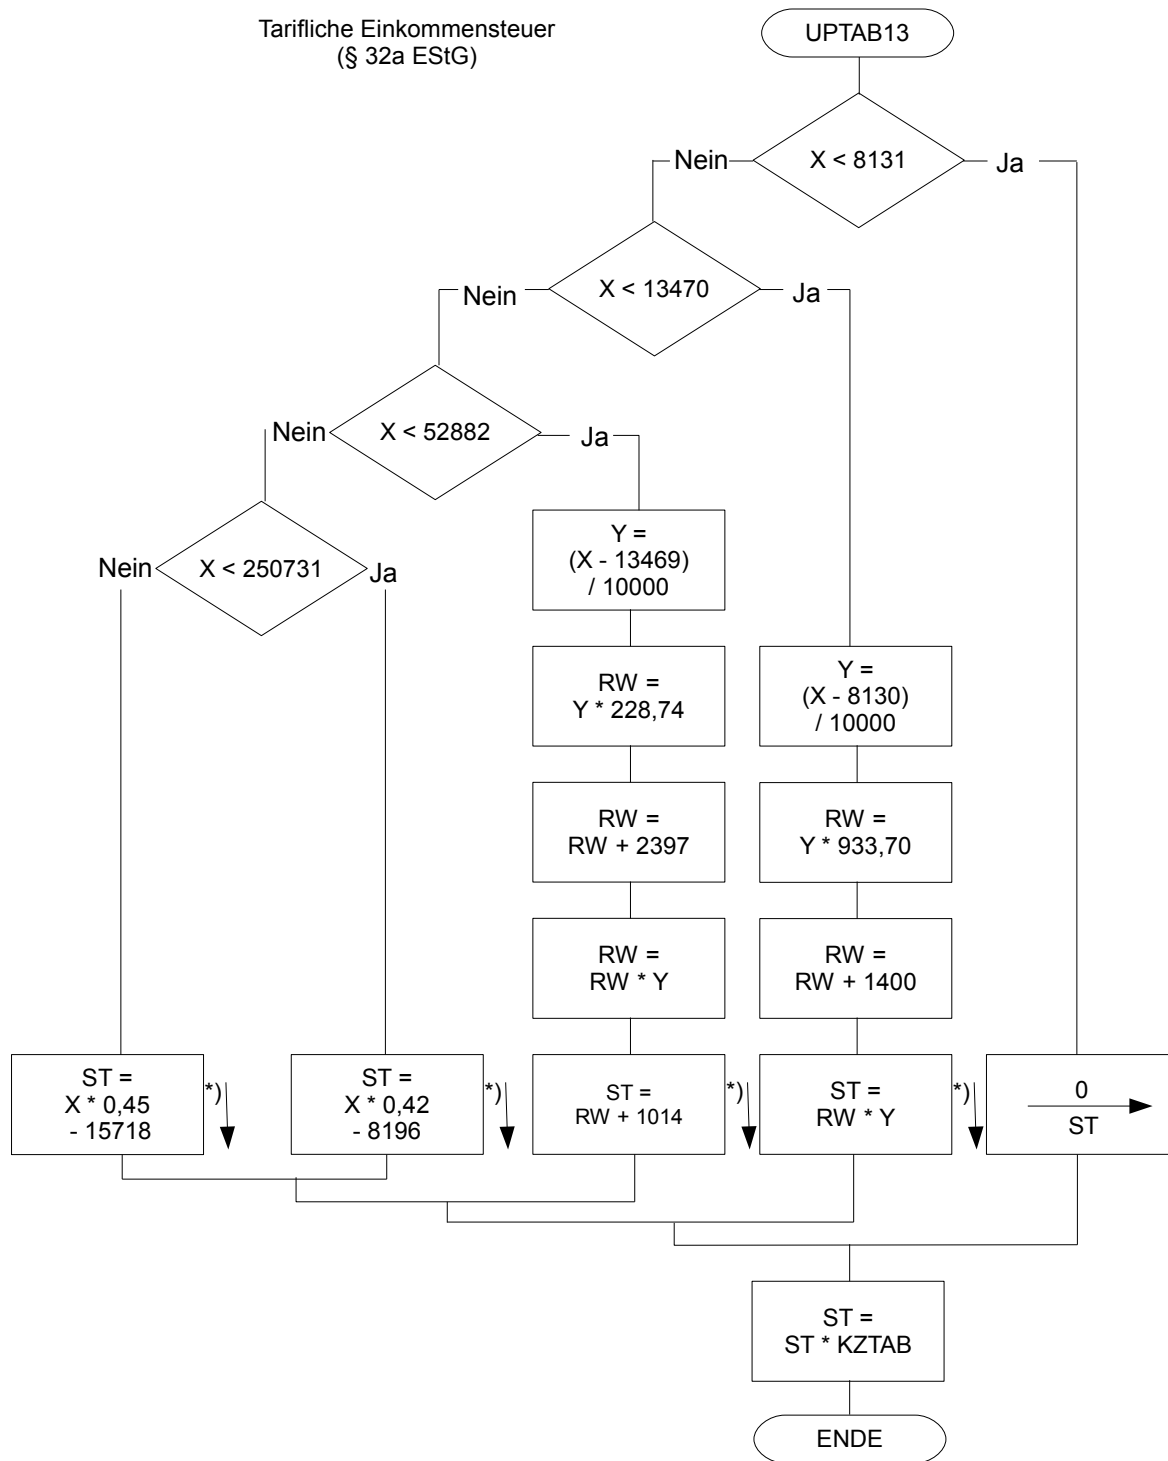 Tarifliche Einkommensteuer
(§ 32a EStG)
UPTAB13
X < 8131
Nein
Ja
X < 13470
Nein
Ja
X < 52882
Nein
Ja
X < 250731
Nein
Ja
Y =
(X - 13469)
/ 10000
RW =
Y * 228,74
Y =
(X - 8130)
/ 10000
RW =
RW + 2397
RW =
Y * 933,70
RW =
RW * Y
RW =
RW + 1400
ST =
X * 0,45
- 15718
*)
ST =
X * 0,42
- 8196
*)
ST =
RW + 1014
*)
ST =
RW * Y
*)
0
ST
ST =
ST * KZTAB
ENDE